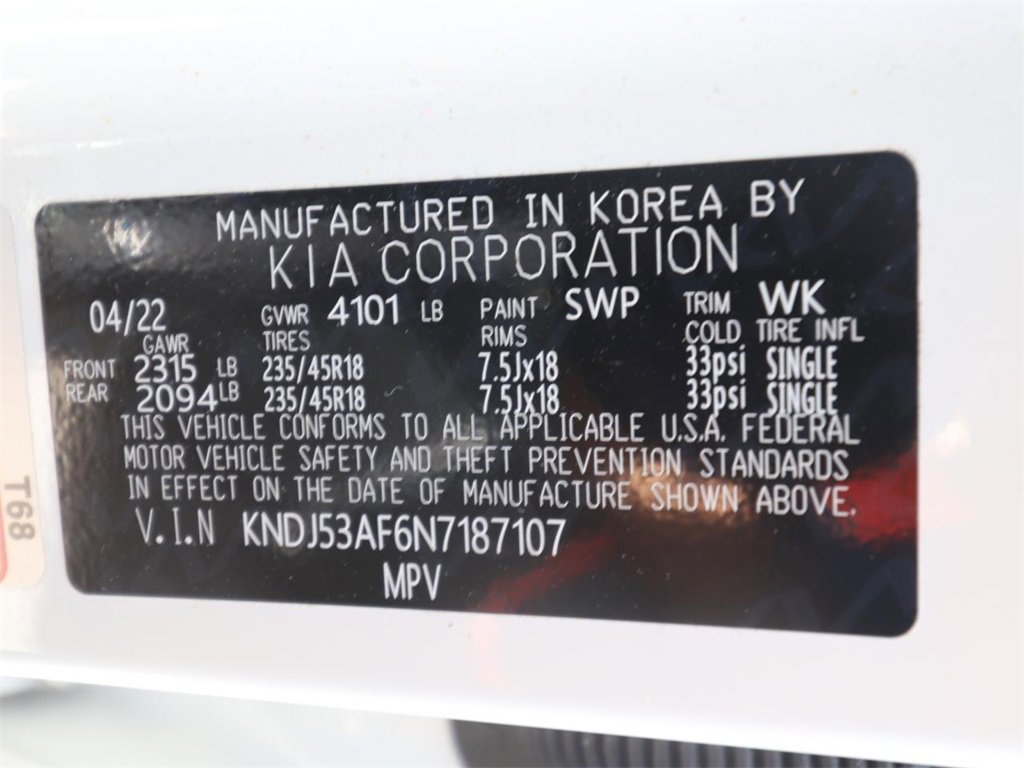 MANUFACTURED IN KOREA BY
KIA CORPORATION
04/22 GVWR 4101 LB PAINT SWP TRIM WK
GAWR TIRES RIMS COLD TIRE INFL
FRONT 2315 LB 235/45R18 7.5Jx18 33psi SINGLE
REAR 2094 LB 235/45R18 7.5Jx18 33psi SINGLE
THIS VEHICLE CONFORMS TO ALL APPLICABLE U.S.A. FEDERAL
MOTOR VEHICLE SAFETY AND THEFT PREVENTION STANDARDS
IN EFFECT ON THE DATE OF MANUFACTURE SHOWN ABOVE.
V.I.N KNDJ53AF6N7187107
MPV
T68